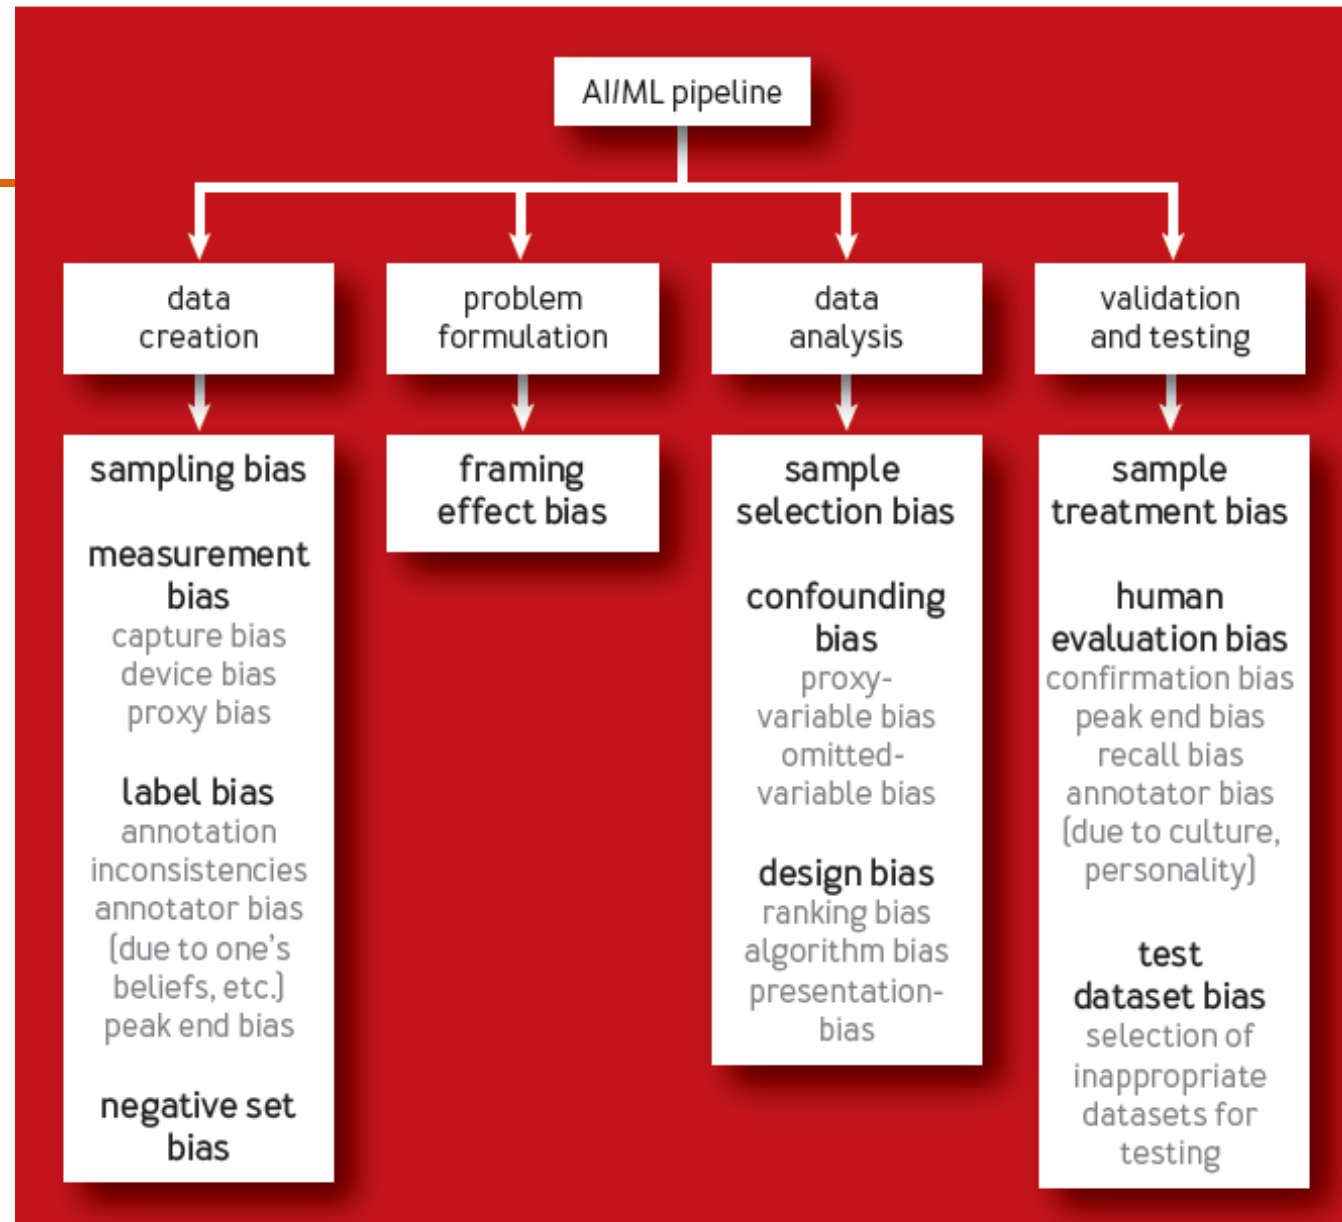 AI/ML pipeline
data
creation
problem
formulation
data
analysis
validation
and testing
sampling bias
measurement
bias
capture bias
device bias
proxy bias
label bias
annotation
inconsistencies
annotator bias
(due to one's
beliefs, etc.)
peak end bias
negative set
bias
framing
effect bias
sample
selection bias
confounding
bias
proxy-
variable bias
omitted-
variable bias
design bias
ranking bias
algorithm bias
presentation-
bias
sample
treatment bias
human
evaluation bias
confirmation bias
peak end bias
recall bias
annotator bias
(due to culture,
personality)
test
dataset bias
selection of
inappropriate
datasets for
testing